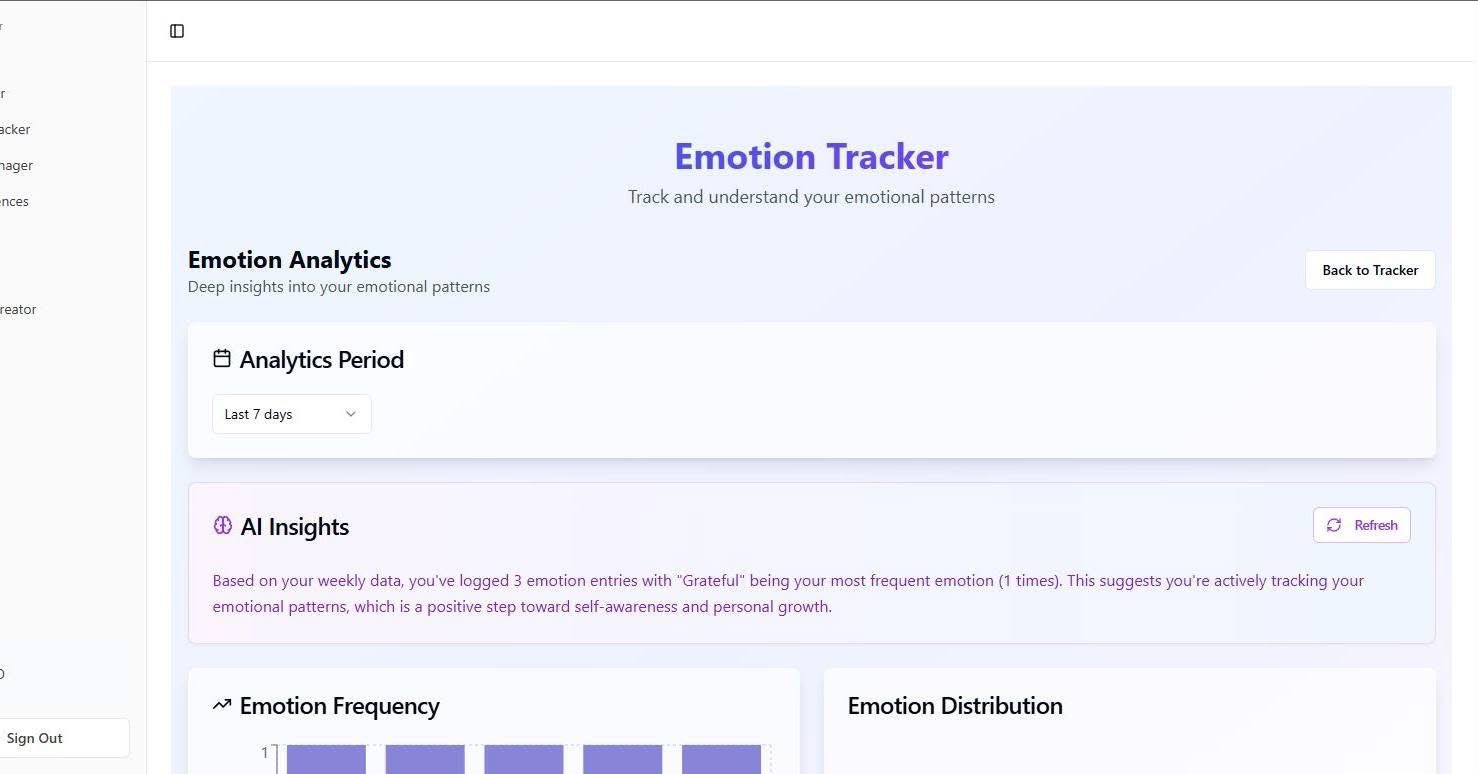 r
r
acker
nager
ences
reator
O
Sign Out
Emotion Tracker
Track and understand your emotional patterns
Emotion Analytics
Deep insights into your emotional patterns
Back to Tracker
Analytics Period
Last 7 days
AI Insights
Refresh
Based on your weekly data, you've logged 3 emotion entries with "Grateful" being your most frequent emotion (1 times). This suggests you're actively tracking your
emotional patterns, which is a positive step toward self-awareness and personal growth.
Emotion Frequency
1
Emotion Distribution